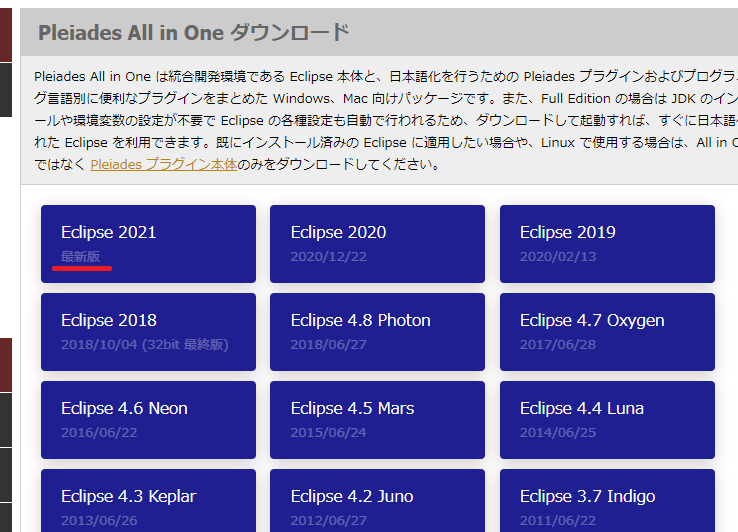 Pleiades All in One ダウンロード
Pleiades All in One は統合開発環境である Eclipse 本体と、日本語化を行うための Pleiades プラグインおよびプログラ
グ言語別に便利なプラグインをまとめた Windows、Mac 向けパッケージです。また、Full Edition の場合は JDK のイン
ールや環境変数の設定が不要で Eclipse の各種設定も自動で行われるため、ダウンロードして起動すれば、すぐに日本語
れた Eclipse を利用できます。既にインストール済みの Eclipse に適用したい場合や、Linux で使用する場合は、All in O
ではなく Pleiades プラグイン本体のみをダウンロードしてください。
Eclipse 2021
最新版
Eclipse 2020
2020/12/22
Eclipse 2019
2020/02/13
Eclipse 2018
2018/10/04 (32bit 最終版)
Eclipse 4.8 Photon
2018/06/27
Eclipse 4.7 Oxygen
2017/06/28
Eclipse 4.6 Neon
2016/06/22
Eclipse 4.5 Mars
2015/06/24
Eclipse 4.4 Luna
2014/06/25
Eclipse 4.3 Keplar
2013/06/26
Eclipse 4.2 Juno
2012/06/27
Eclipse 3.7 Indigo
2011/06/22